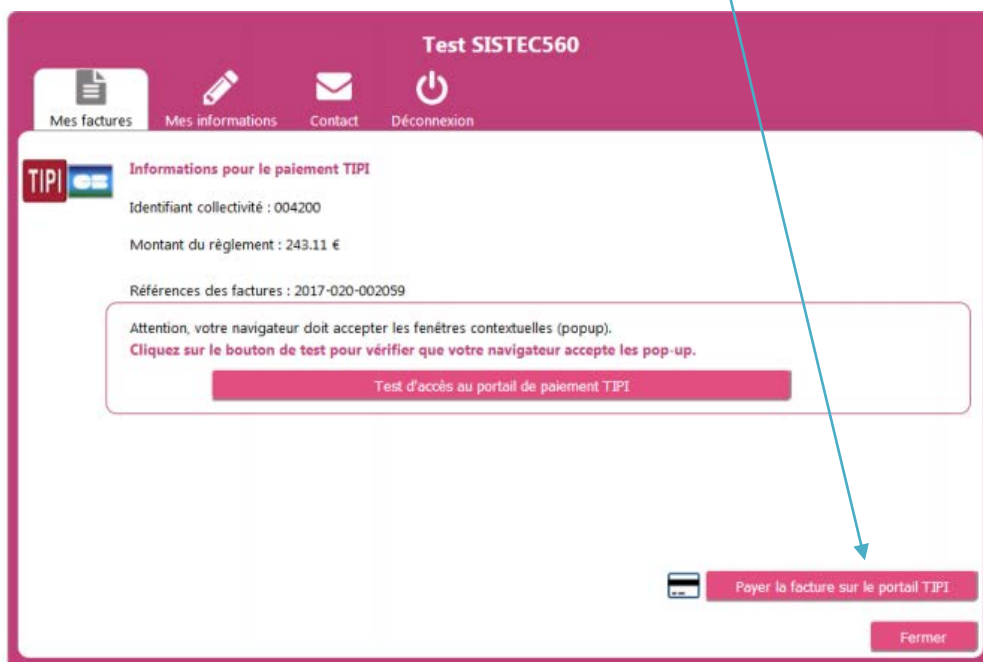 Test SISTEC560
Mes factures
Mes informations
Contact
Déconnexion
TIPI CB
Informations pour le paiement TIPI
Identifiant collectivité : 004200
Montant du règlement : 243.11 €
Références des factures : 2017-020-002059
Attention, votre navigateur doit accepter les fenêtres contextuelles (popup).
Cliquez sur le bouton de test pour vérifier que votre navigateur accepte les pop-up.
Test d'accès au portail de paiement TIPI
Payer la facture sur le portail TIPI
Fermer